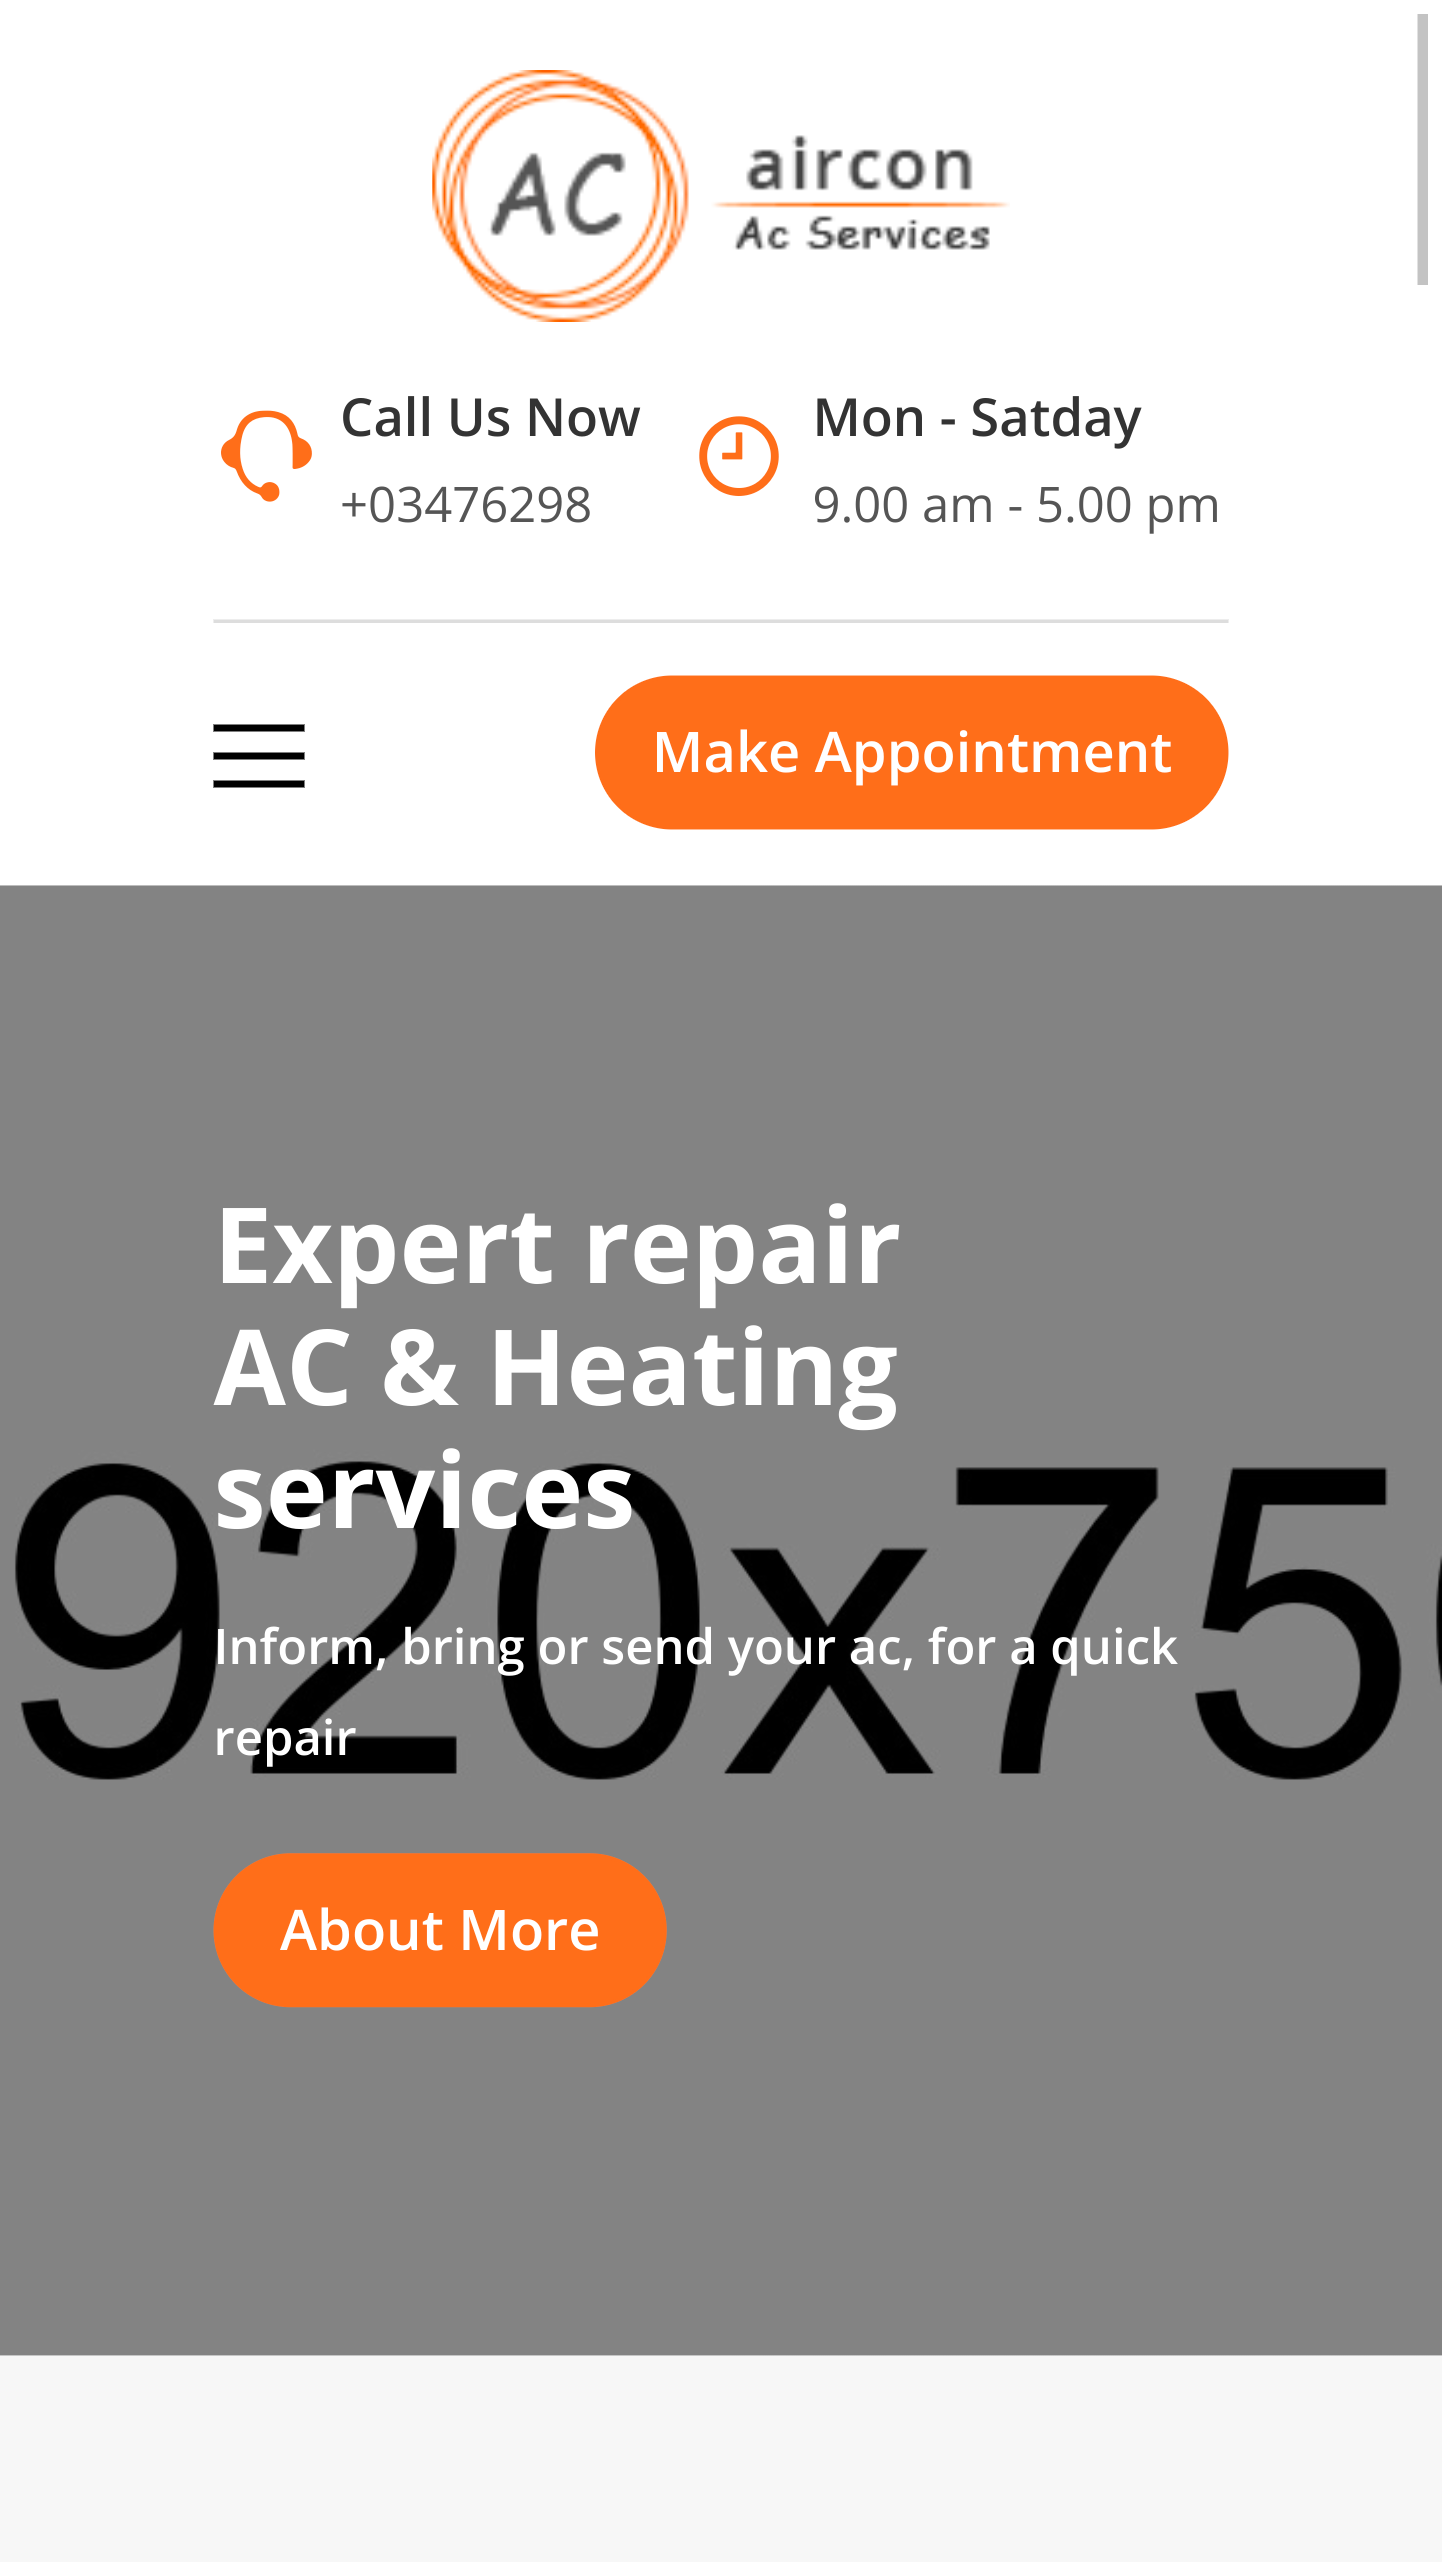 AC
aircon
Ac Services
Call Us Now
+03476298
Mon - Satday
9.00 am - 5.00 pm
Make Appointment
Expert repair
AC & Heating
services
920x75
Inform, bring or send your ac, for a quick
repair
About More